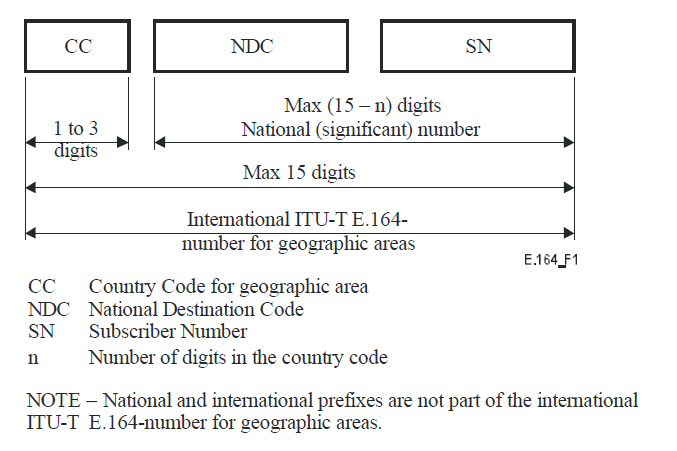 CC NDC SN
Max (15 – n) digits
1 to 3 National (significant) number
digits
Max 15 digits
International ITU-T E.164-
number for geographic areas
E.164_F1
CC Country Code for geographic area
NDC National Destination Code
SN Subscriber Number
n Number of digits in the country code
NOTE – National and international prefixes are not part of the international
ITU-T E.164-number for geographic areas.